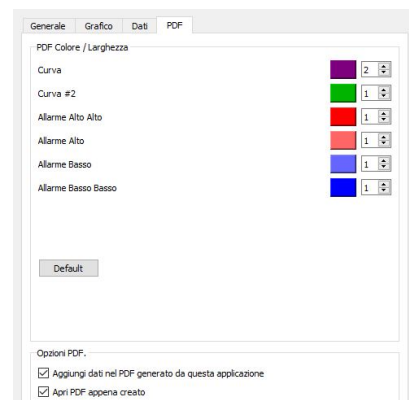 Generale Grafico Dati PDF
PDF Colore / Larghezza
Curva 2
Curva #2 1
Allarme Alto Alto 1
Allarme Alto 1
Allarme Basso 1
Allarme Basso Basso 1
Default
Opzioni PDF.
Aggiungi dati nel PDF generato da questa applicazione
Apri PDF appena creato